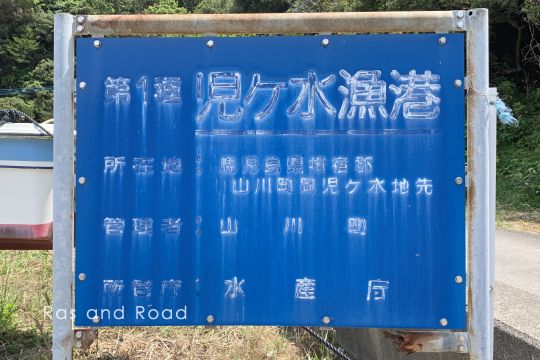 第1種 児ケ水漁港
所在地 鹿児島県揖宿郡
山川町 児ケ水地先
管理者 山川町
所管庁 水産庁
Ras and Road